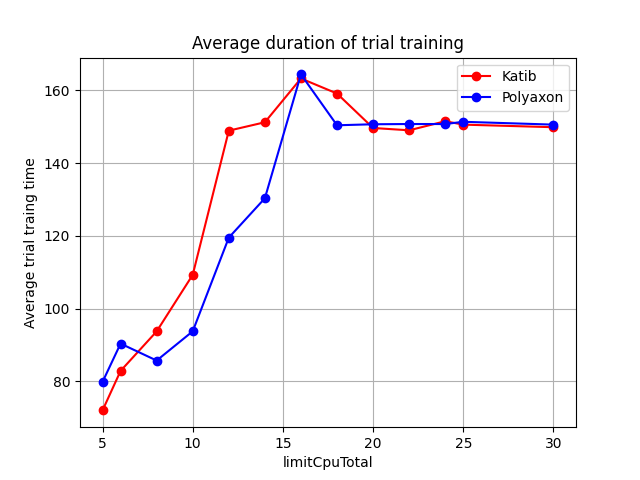 Average duration of trial training
Katib
Polyaxon
Average trial traing time
160
140
120
100
80
5
10
15
20
25
30
limitCpuTotal